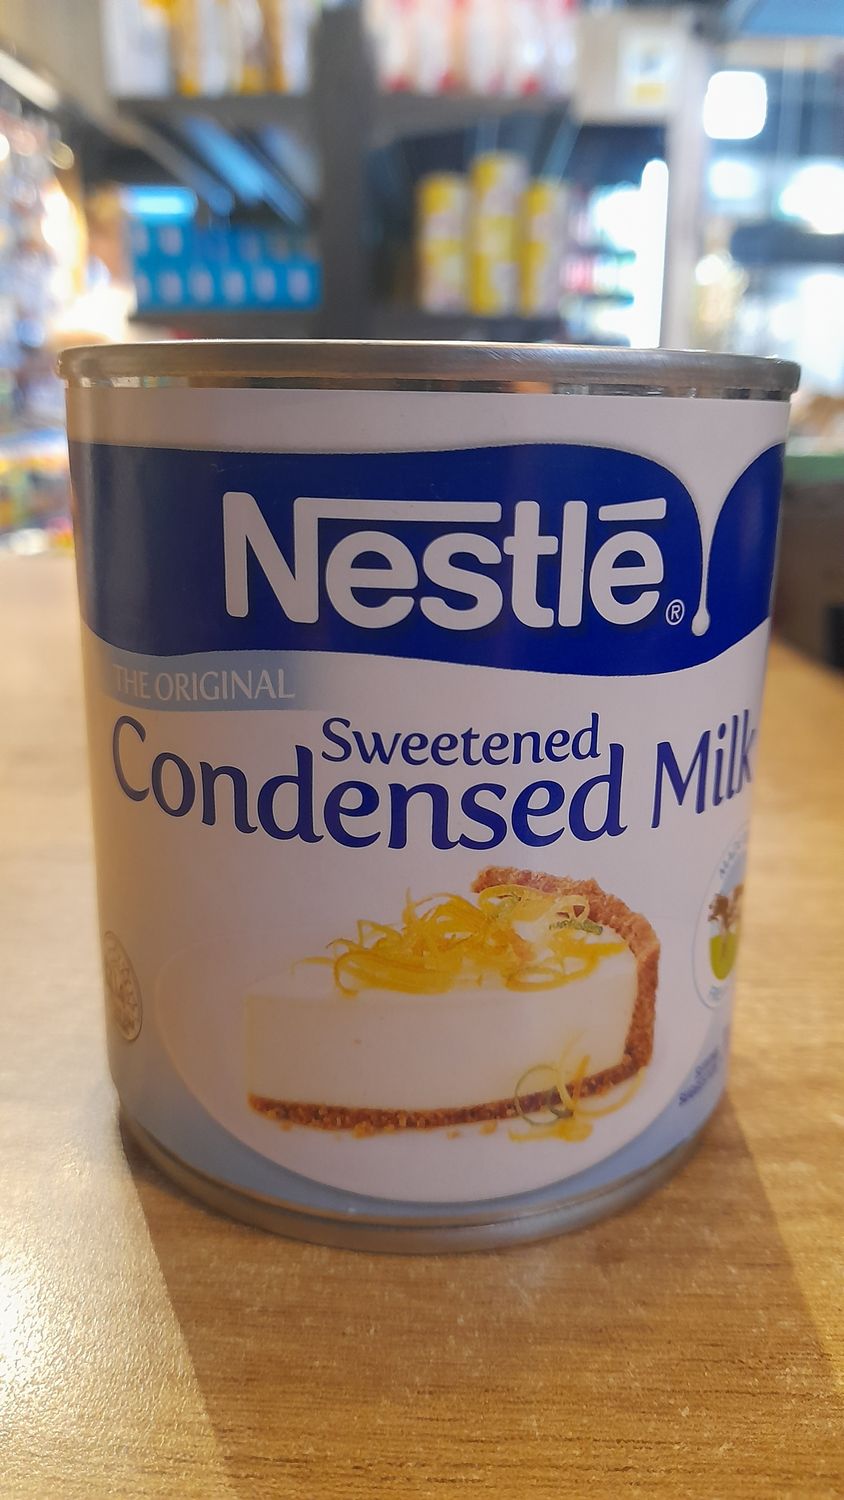 Nestlé®
THE ORIGINAL
Sweetened
Condensed Milk